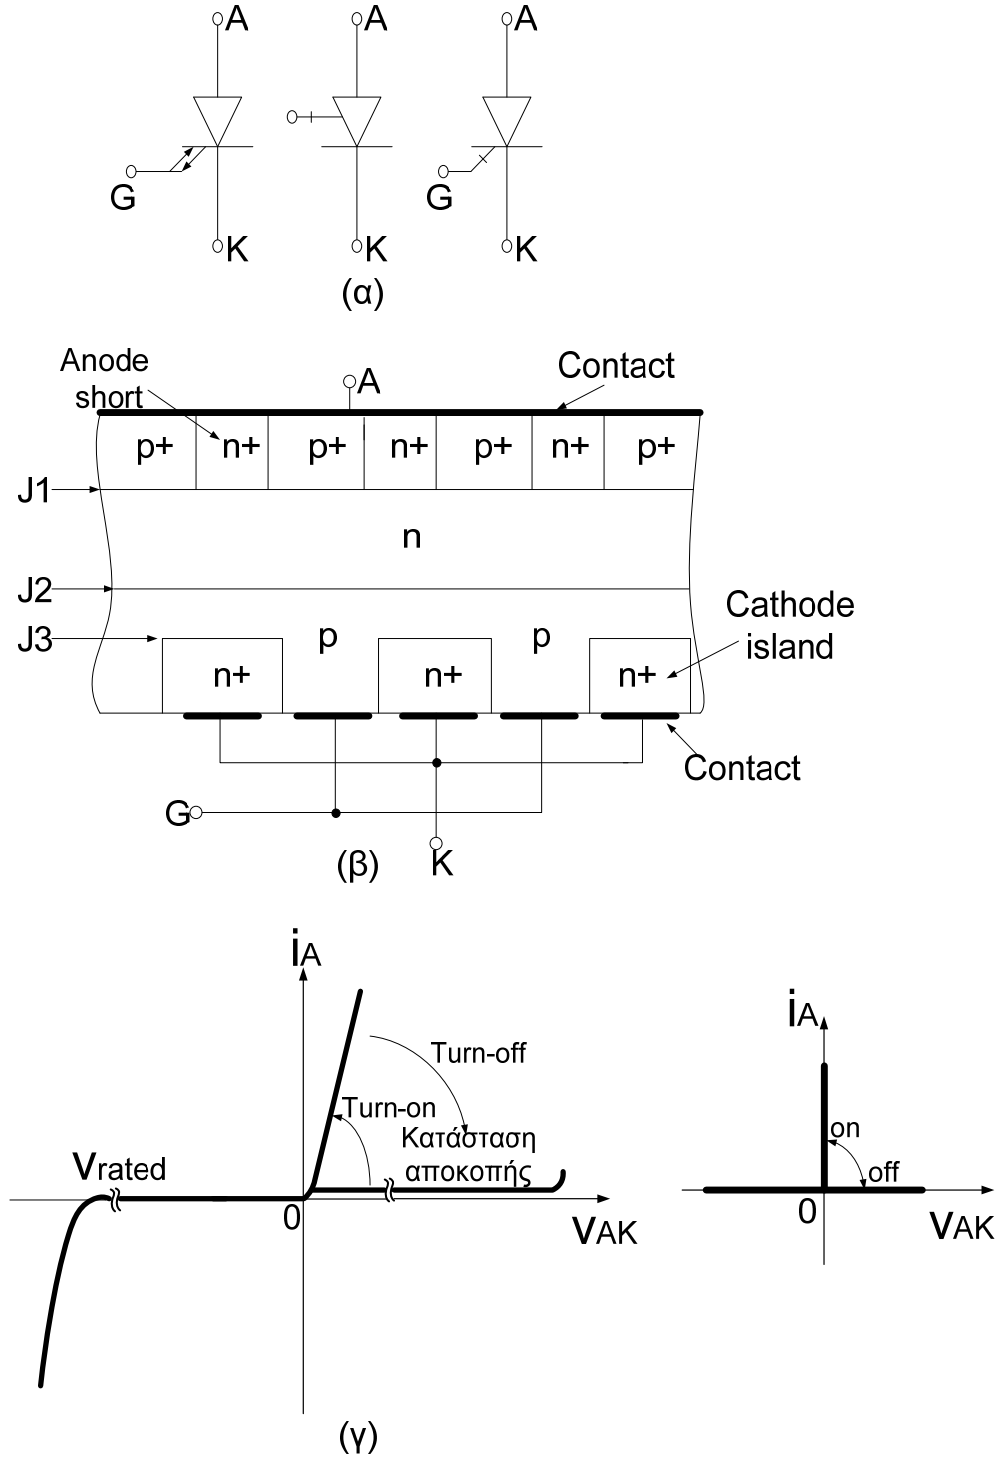 A A A
G G
K K K
(α)
Anode
short
A
Contact
p+ n+ p+ n+ p+ n+ p+
J1
n
J2
J3
p p
Cathode
island
n+ n+ n+
Contact
G
K
(β)
iA
Turn-off
Turn-on
Κατάσταση
αποκοπής
Vrated
0
VAK
iA
on
off
0
VAK
(γ)